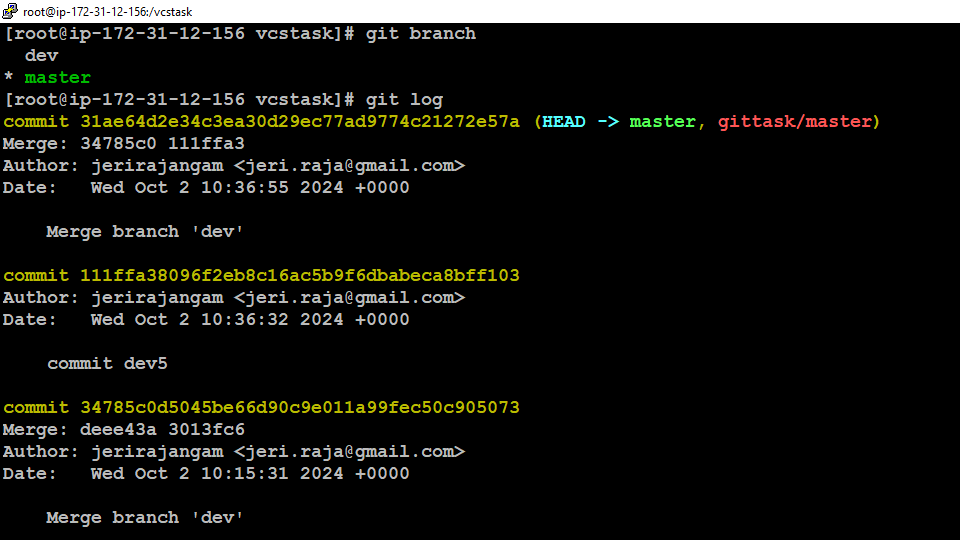 root@ip-172-31-12-156:/vcstask
[root@ip-172-31-12-156 vcstask]# git branch
  dev
* master
[root@ip-172-31-12-156 vcstask]# git log
commit 31ae64d2e34c3ea30d29ec77ad9774c21272e57a (HEAD -> master, gittask/master)
Merge: 34785c0 111ffa3
Author: jerirajangam <jeri.raja@gmail.com>
Date:   Wed Oct 2 10:36:55 2024 +0000
    Merge branch 'dev'
commit 111ffa38096f2eb8c16ac5b9f6dbabeca8bff103
Author: jerirajangam <jeri.raja@gmail.com>
Date:   Wed Oct 2 10:36:32 2024 +0000
    commit dev5
commit 34785c0d5045be66d90c9e011a99fec50c905073
Merge: deee43a 3013fc6
Author: jerirajangam <jeri.raja@gmail.com>
Date:   Wed Oct 2 10:15:31 2024 +0000
    Merge branch 'dev'